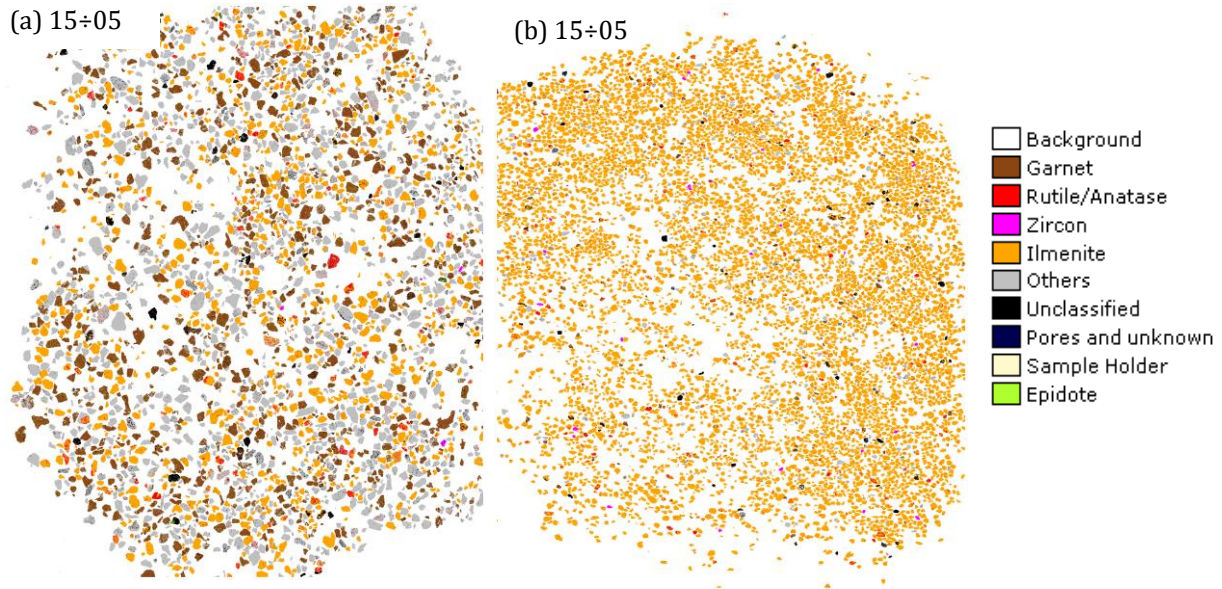 (a) 15÷05
(b) 15÷05
Background
Garnet
Rutile/Anatase
Zircon
Ilmenite
Others
Unclassified
Pores and unknown
Sample Holder
Epidote